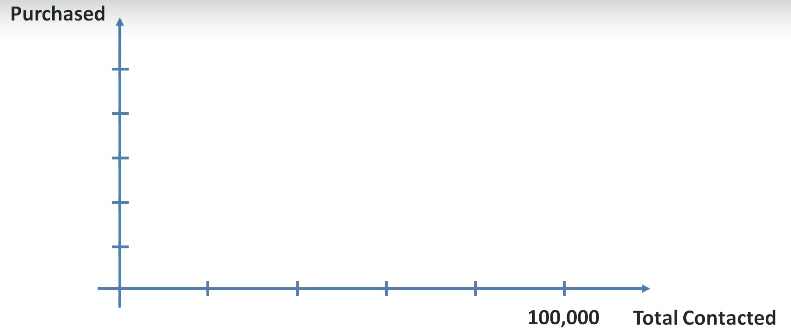 Purchased
100,000
Total Contacted